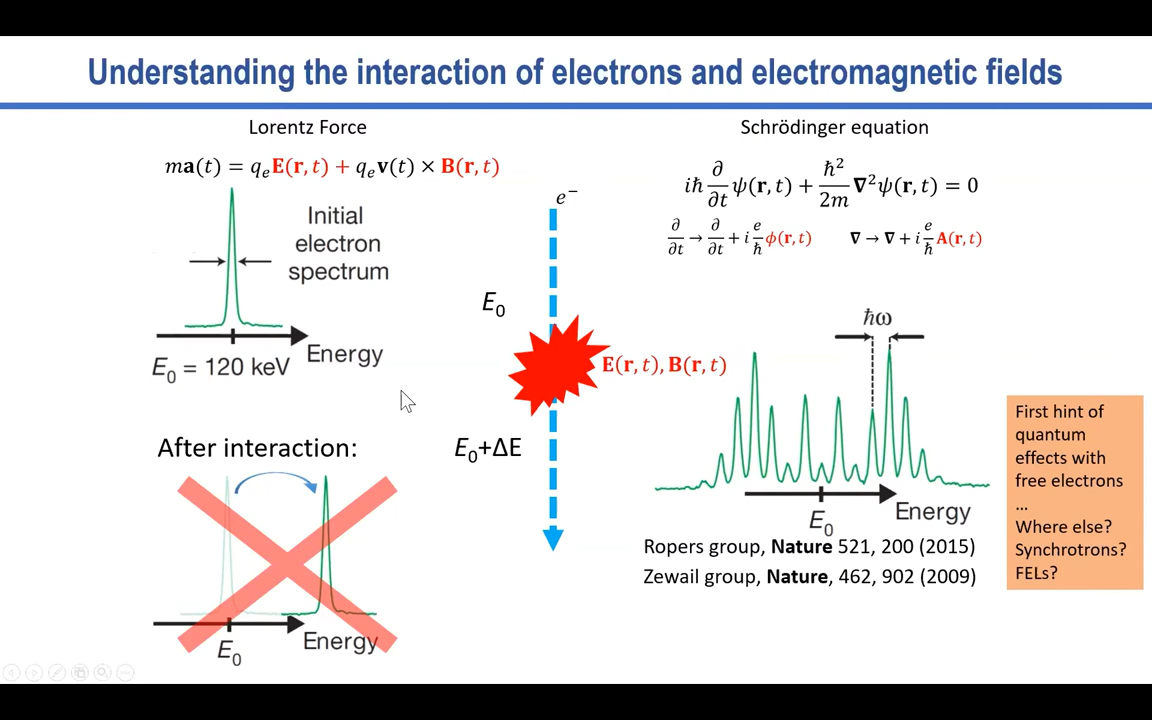 Understanding the interaction of electrons and electromagnetic fields
Lorentz Force
ma(t) = qₑE(r, t) + qₑv(t) × B(r, t)
Initial
electron
spectrum
E₀ = 120 keV
Energy
After interaction:
E₀
Energy
e⁻
E₀
E(r, t), B(r, t)
E₀+ΔE
Schrödinger equation
iħ ∂/∂t ψ(r, t) + ħ²/2m ∇²ψ(r, t) = 0
∂/∂t → ∂/∂t + i e/ħ ϕ(r, t)
∇ → ∇ + i e/ħ A(r, t)
ħω
E₀
Energy
Ropers group, Nature 521, 200 (2015)
Zewail group, Nature, 462, 902 (2009)
First hint of
quantum
effects with
free electrons
...
Where else?
Synchrotrons?
FELs?